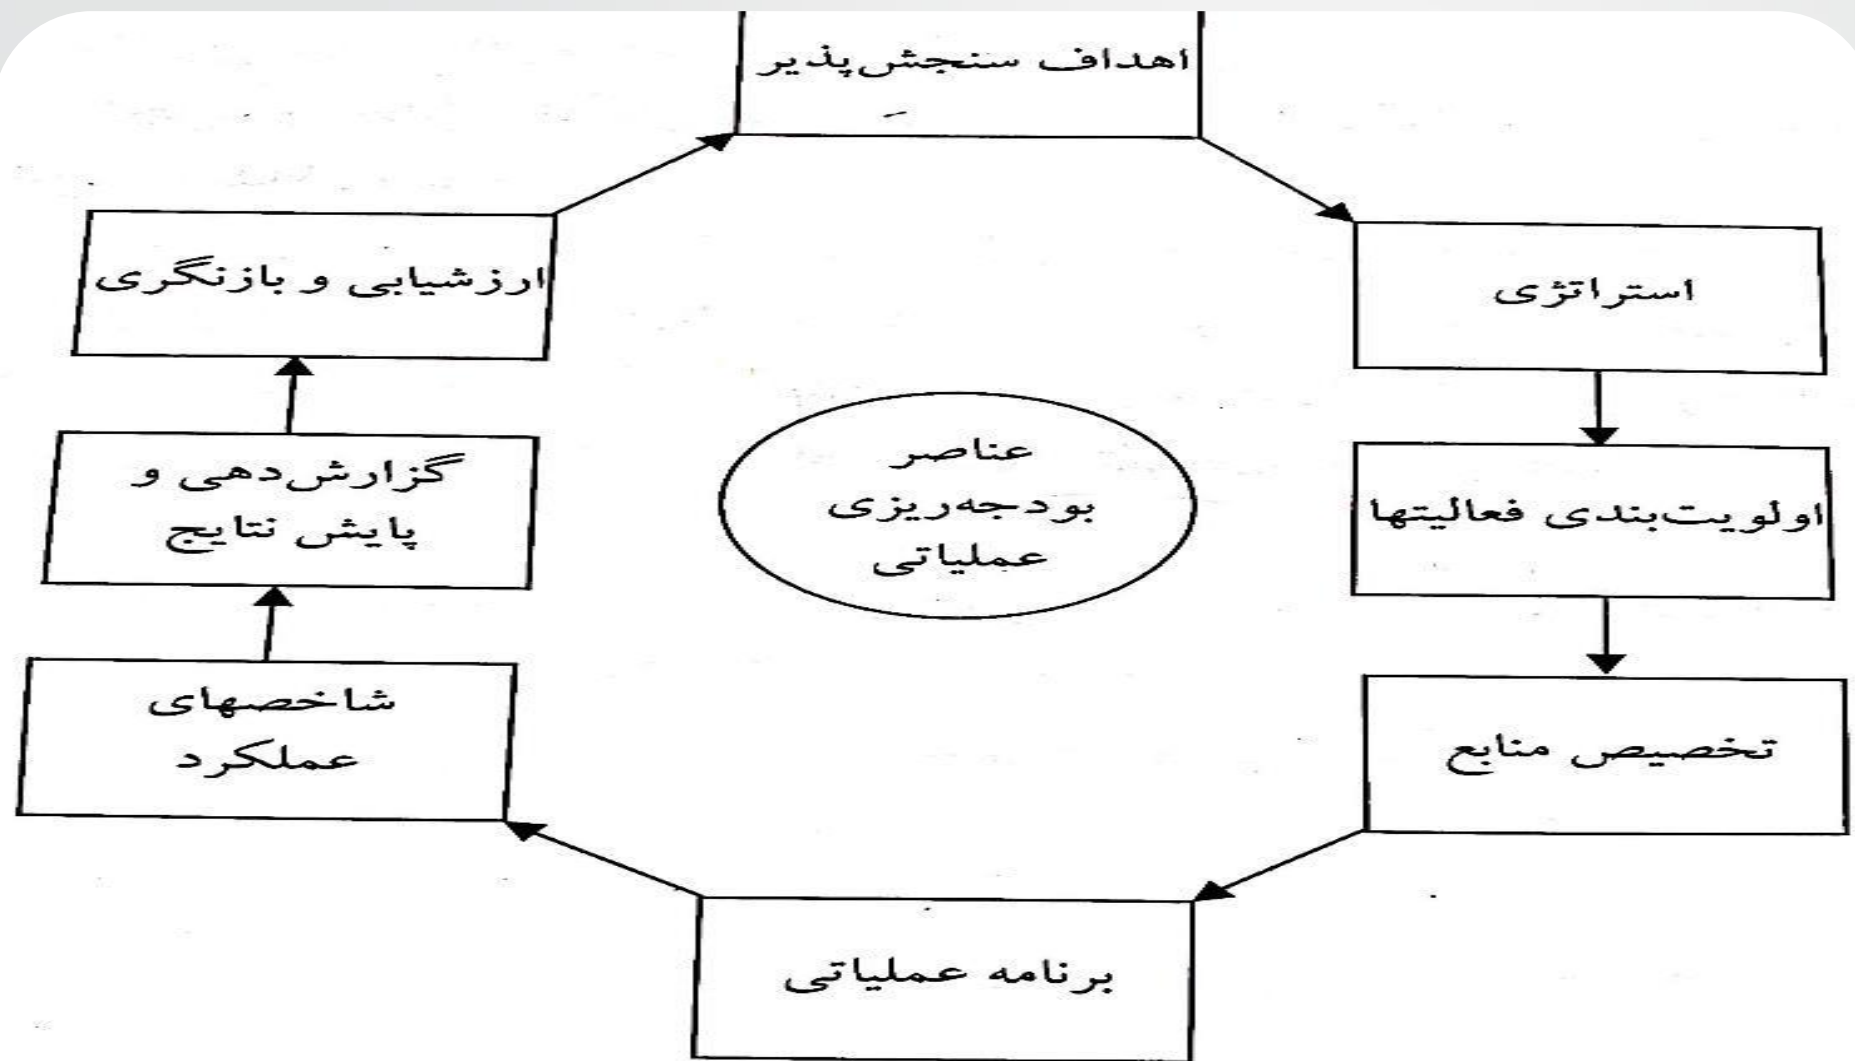 اهداف سنجش‌پذیر
استراتژی
اولویت‌بندی فعالیتها
تخصیص منابع
برنامه عملیاتی
شاخصهای
عملکرد
گزارش‌دهی و
پایش نتایج
ارزشیابی و بازنگری
عناصر
بودجه‌ریزی
عملیاتی